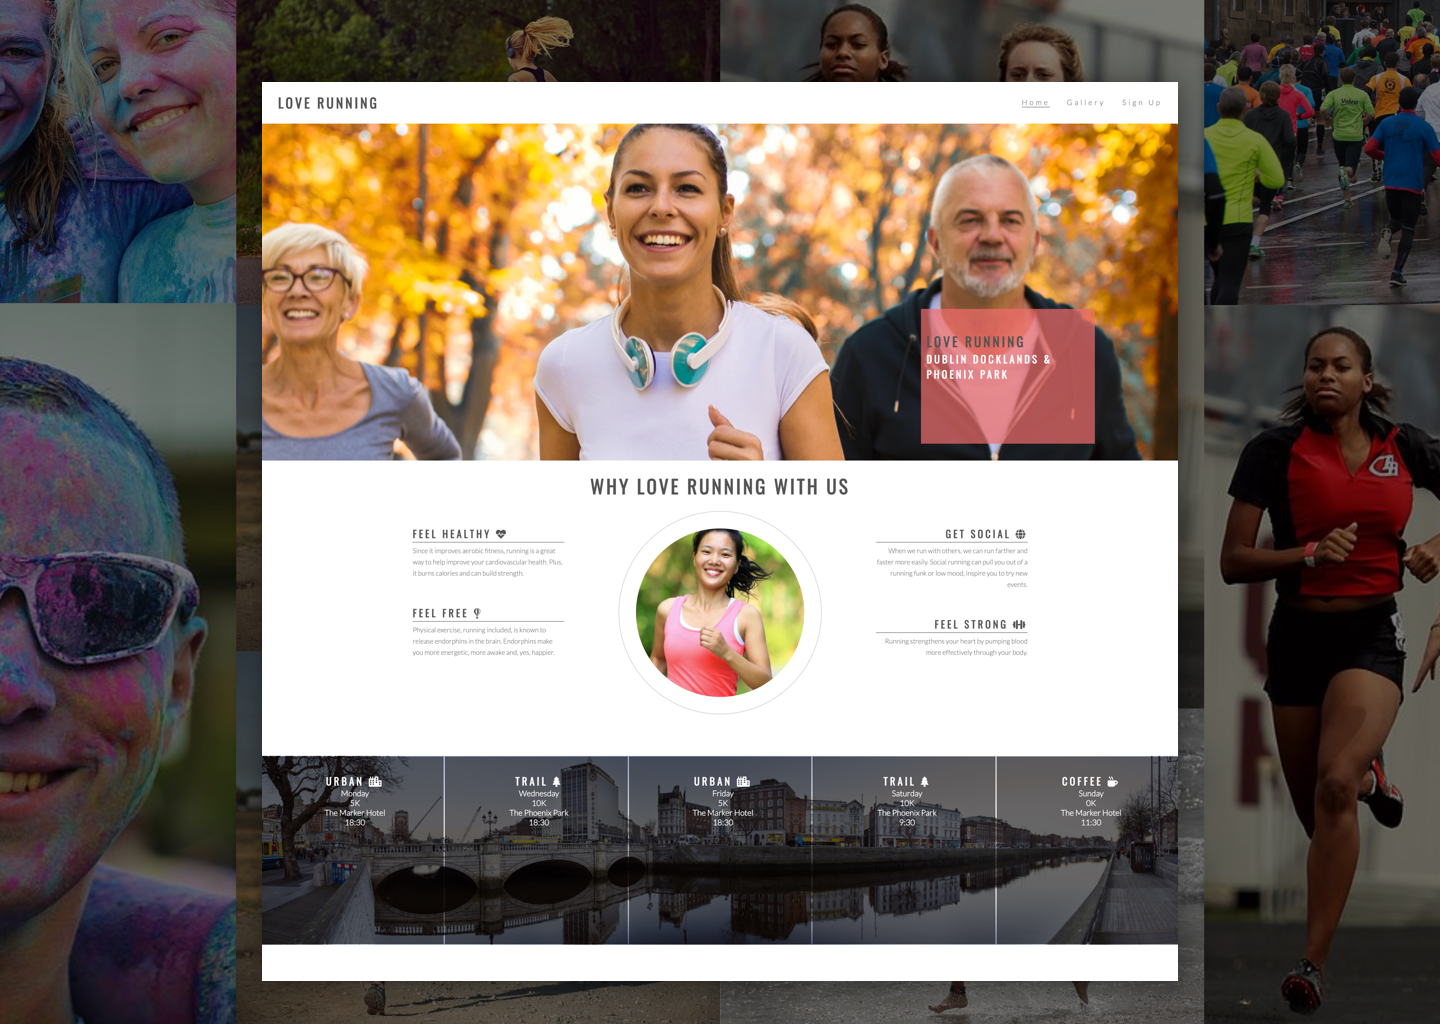 LOVE RUNNING
Home Gallery Sign Up
LOVE RUNNING
DUBLIN DOCKLANDS &
PHOENIX PARK
WHY LOVE RUNNING WITH US
FEEL HEALTHY
Since it improves aerobic fitness, running is a great
way to help improve your cardiovascular health. Plus,
it burns calories and can build strength.
FEEL FREE
Physical exercise, running included, is known to
release endorphins in the brain. Endorphins make
you more energetic, more awake and, yes, happier.
GET SOCIAL
When we run with others, we can run farther and
faster more easily. Social running can pull you out of a
running funk or low mood, inspire you to try new
events.
FEEL STRONG
Running strengthens your heart by pumping blood
more effectively through your body.
URBAN
Monday
5K
The Marker Hotel
18:30
TRAIL
Wednesday
10K
The Phoenix Park
18:30
URBAN
Friday
5K
The Marker Hotel
18:30
TRAIL
Saturday
10K
The Phoenix Park
9:30
COFFEE
Sunday
0K
The Marker Hotel
11:30